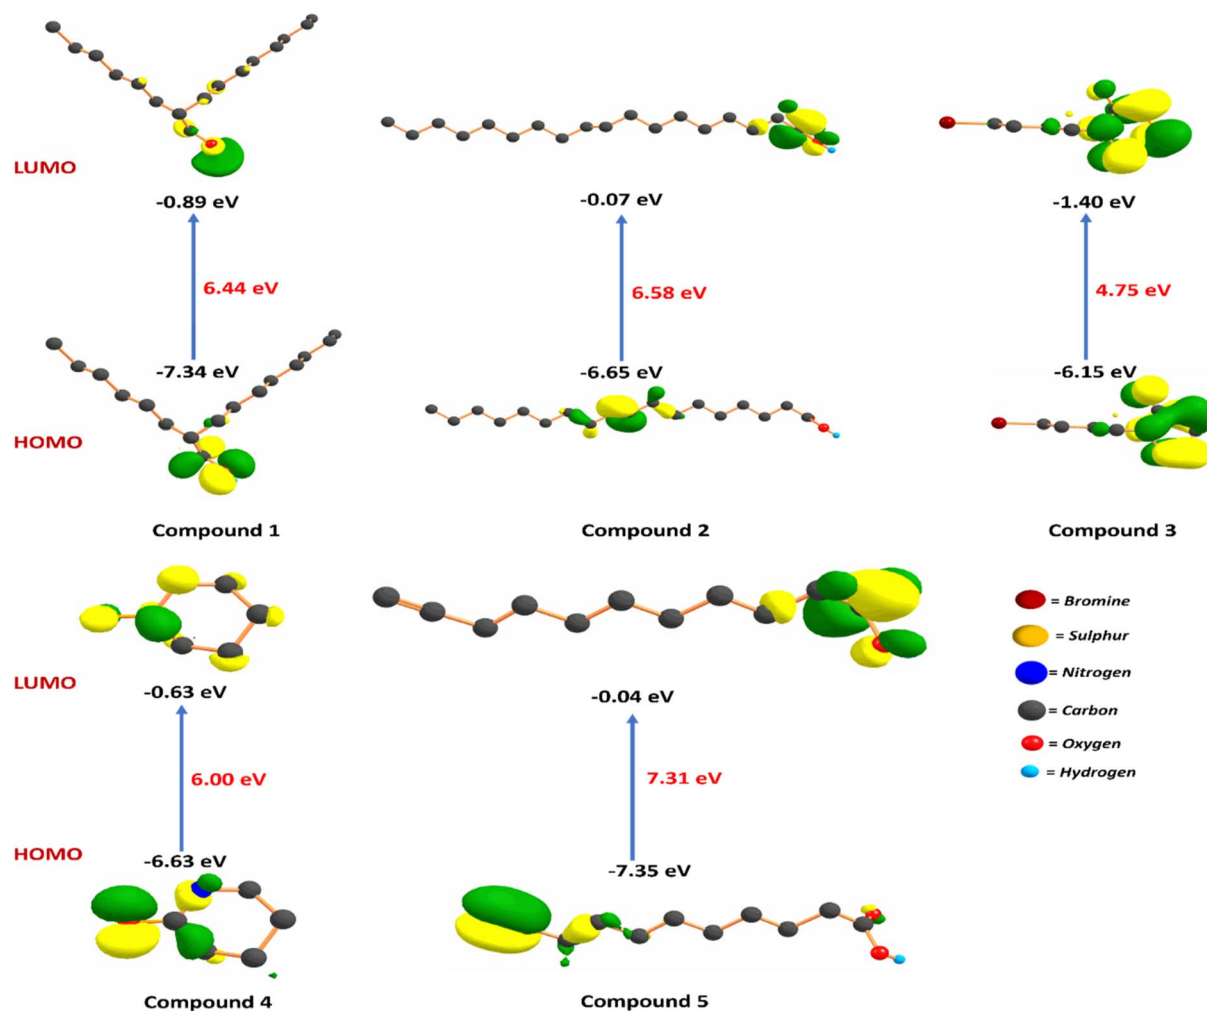 LUMO
-0.89 eV
-0.07 eV
-1.40 eV
6.44 eV
6.58 eV
4.75 eV
-7.34 eV
-6.65 eV
-6.15 eV
HOMO
Compound 1
Compound 2
Compound 3
LUMO
-0.63 eV
-0.04 eV
6.00 eV
7.31 eV
HOMO
-6.63 eV
-7.35 eV
Compound 4
Compound 5
= Bromine
= Sulphur
= Nitrogen
= Carbon
= Oxygen
= Hydrogen